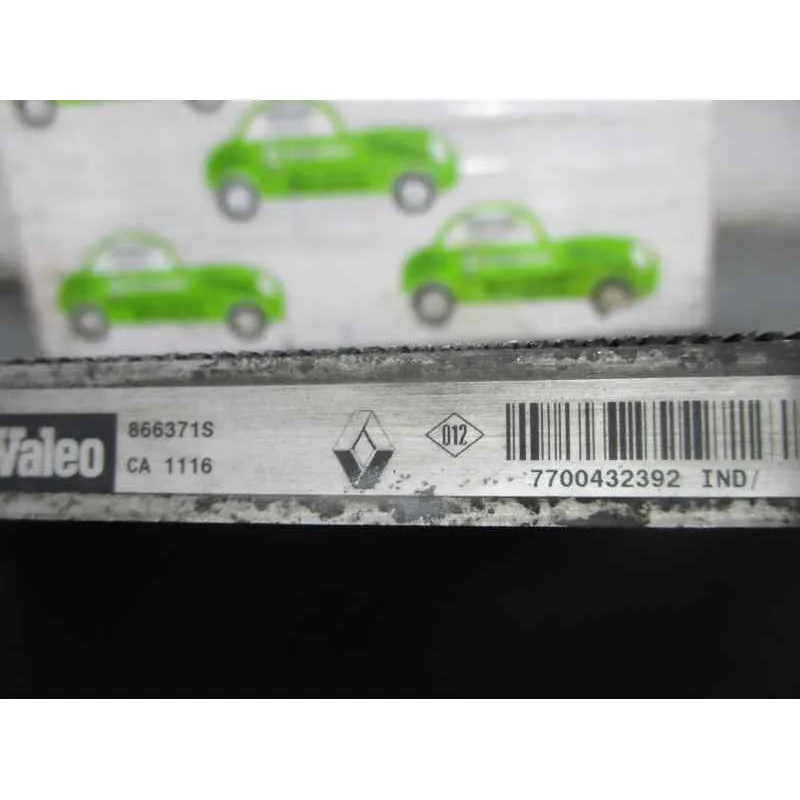 Valeo
866371S
CA 1116
D12
7700432392 IND/